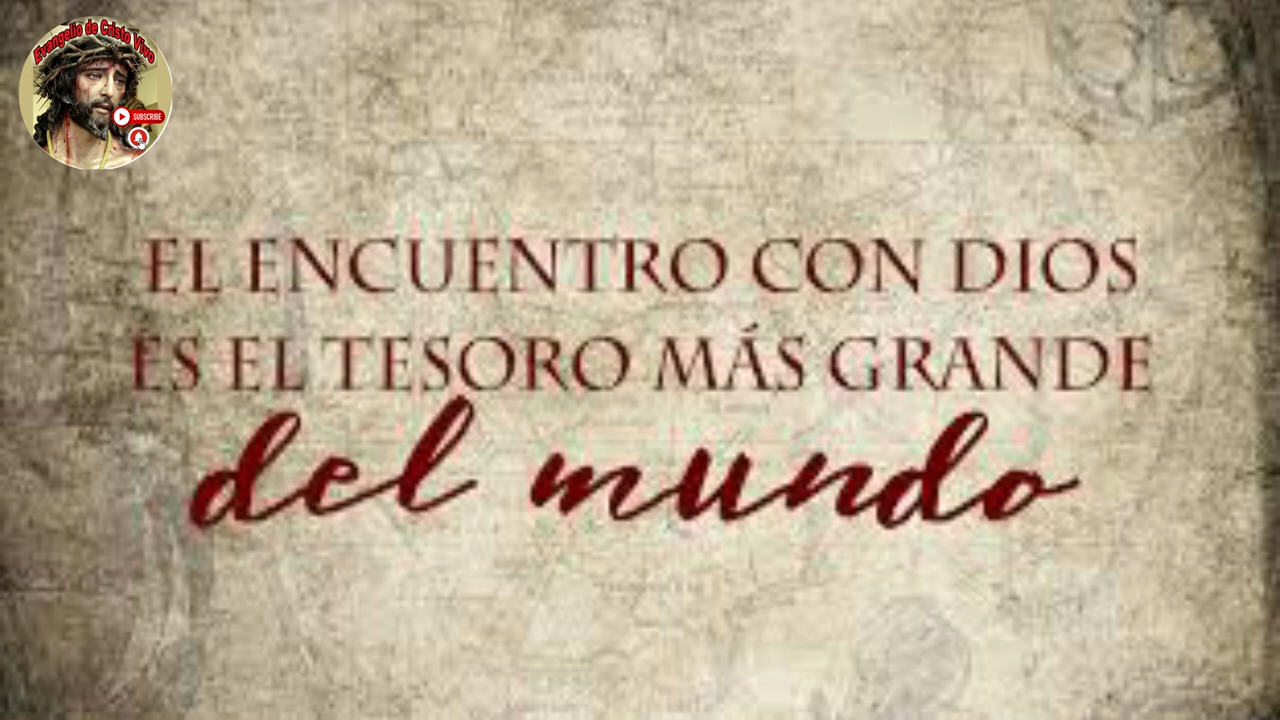 Evangelio de Cristo Vivo
SUBSCRIBE
EL ENCUENTRO CON DIOS
ES EL TESORO MÁS GRANDE
del mundo